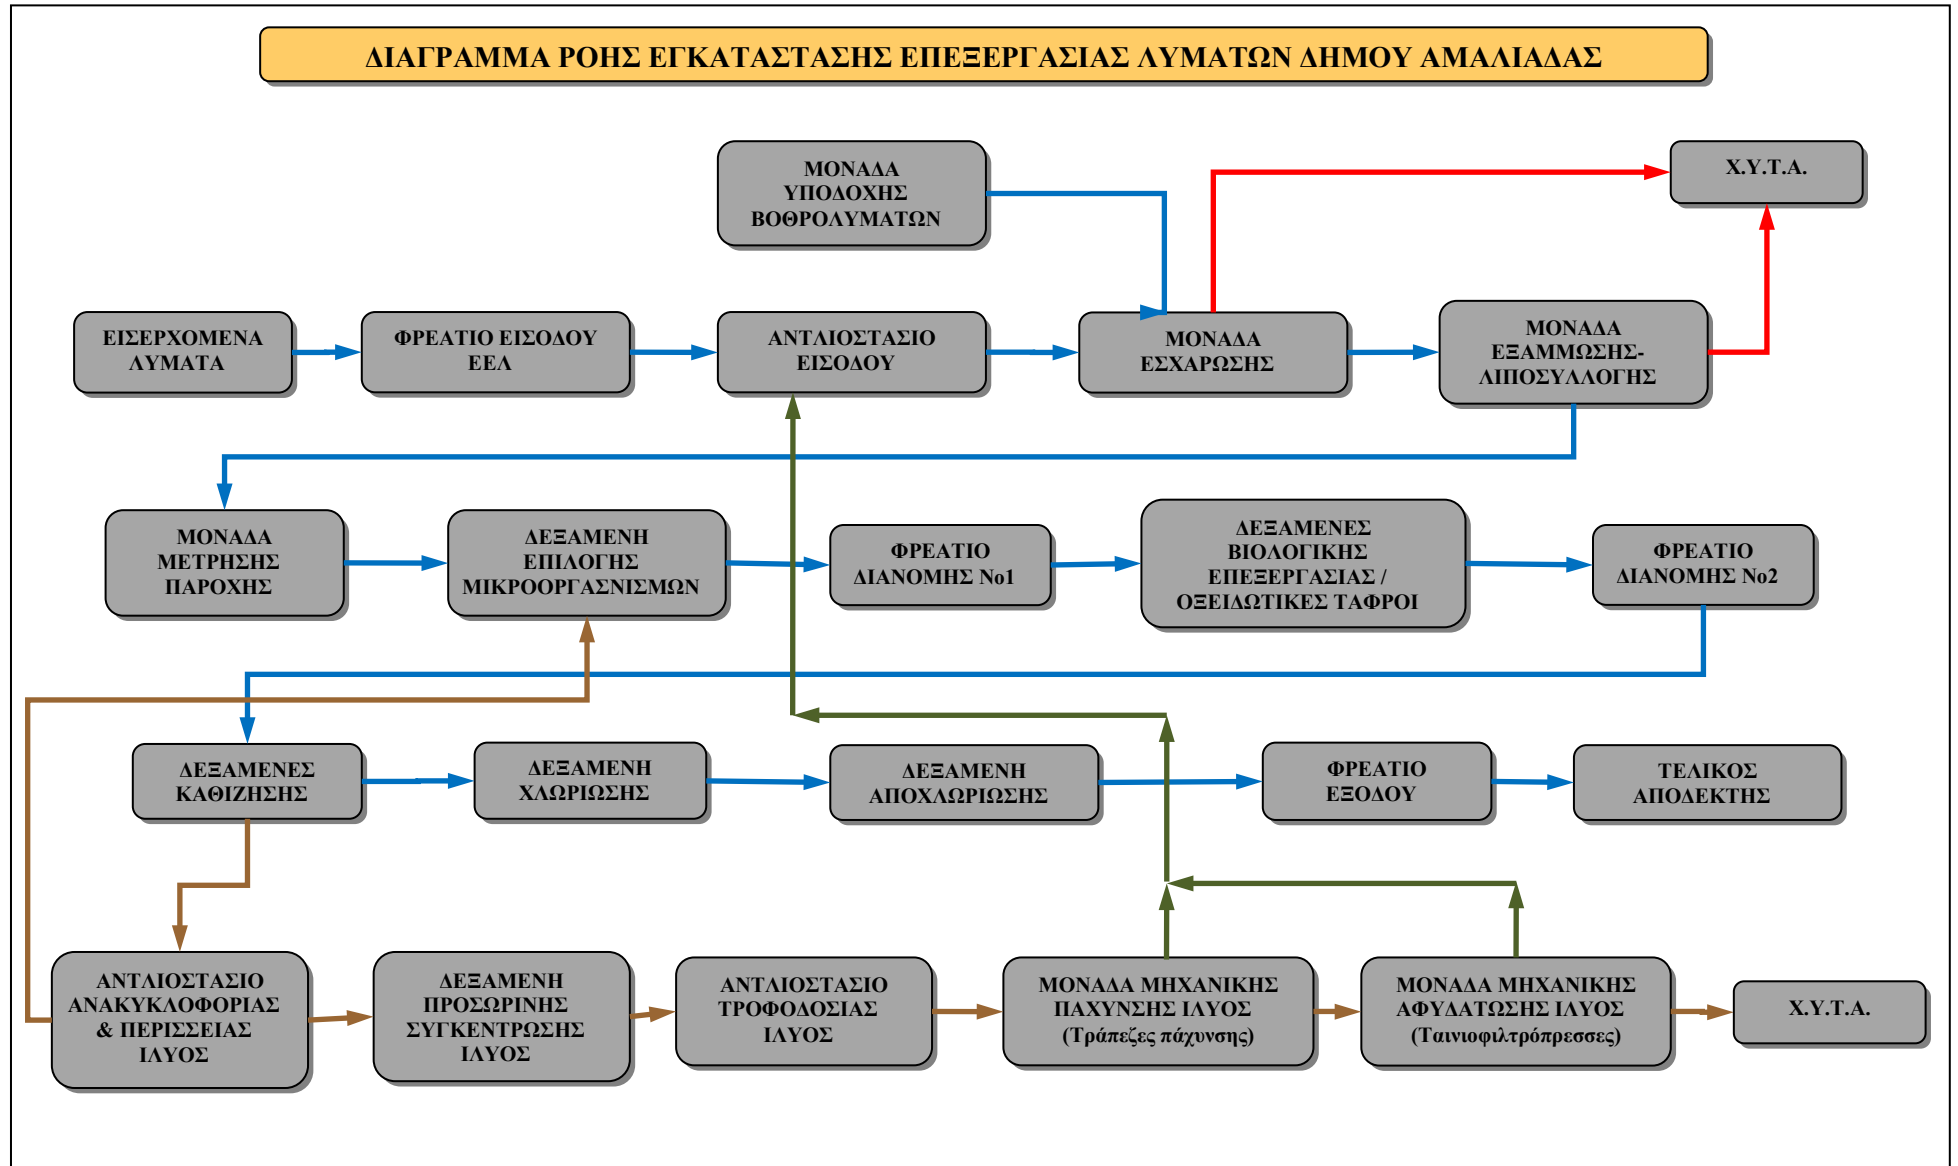 ΔΙΑΓΡΑΜΜΑ ΡΟΗΣ ΕΓΚΑΤΑΣΤΑΣΗΣ ΕΠΕΞΕΡΓΑΣΙΑΣ ΛΥΜΑΤΩΝ ΔΗΜΟΥ ΑΜΑΛΙΑΔΑΣ
ΜΟΝΑΔΑ
ΥΠΟΔΟΧΗΣ
ΒΟΘΡΟΛΥΜΑΤΩΝ
Χ.Υ.Τ.Α.
ΕΙΣΕΡΧΟΜΕΝΑ
ΛΥΜΑΤΑ
ΦΡΕΑΤΙΟ ΕΙΣΟΔΟΥ
ΕΕΛ
ΑΝΤΛΙΟΣΤΑΣΙΟ
ΕΙΣΟΔΟΥ
ΜΟΝΑΔΑ
ΕΣΧΑΡΩΣΗΣ
ΜΟΝΑΔΑ
ΕΞΑΜΜΩΣΗΣ-
ΛΙΠΟΣΥΛΛΟΓΗΣ
ΜΟΝΑΔΑ
ΜΕΤΡΗΣΗΣ
ΠΑΡΟΧΗΣ
ΔΕΞΑΜΕΝΗ
ΕΠΙΛΟΓΗΣ
ΜΙΚΡΟΟΡΓΑΣΝΙΣΜΩΝ
ΦΡΕΑΤΙΟ
ΔΙΑΝΟΜΗΣ Νο1
ΔΕΞΑΜΕΝΕΣ
ΒΙΟΛΟΓΙΚΗΣ
ΕΠΕΞΕΡΓΑΣΙΑΣ /
ΟΞΕΙΔΩΤΙΚΕΣ ΤΑΦΡΟΙ
ΦΡΕΑΤΙΟ
ΔΙΑΝΟΜΗΣ Νο2
ΔΕΞΑΜΕΝΕΣ
ΚΑΘΙΖΗΣΗΣ
ΔΕΞΑΜΕΝΗ
ΧΛΩΡΙΩΣΗΣ
ΔΕΞΑΜΕΝΗ
ΑΠΟΧΛΩΡΙΩΣΗΣ
ΦΡΕΑΤΙΟ
ΕΞΟΔΟΥ
ΤΕΛΙΚΟΣ
ΑΠΟΔΕΚΤΗΣ
ΑΝΤΛΙΟΣΤΑΣΙΟ
ΑΝΑΚΥΚΛΟΦΟΡΙΑΣ
& ΠΕΡΙΣΣΕΙΑΣ
ΙΛΥΟΣ
ΔΕΞΑΜΕΝΗ
ΠΡΟΣΩΡΙΝΗΣ
ΣΥΓΚΕΝΤΡΩΣΗΣ
ΙΛΥΟΣ
ΑΝΤΛΙΟΣΤΑΣΙΟ
ΤΡΟΦΟΔΟΣΙΑΣ
ΙΛΥΟΣ
ΜΟΝΑΔΑ ΜΗΧΑΝΙΚΗΣ
ΠΑΧΥΝΣΗΣ ΙΛΥΟΣ
(Τράπεζες πάχυνσης)
ΜΟΝΑΔΑ ΜΗΧΑΝΙΚΗΣ
ΑΦΥΔΑΤΩΣΗΣ ΙΛΥΟΣ
(Ταινιοφιλτρόπρεσσες)
Χ.Υ.Τ.Α.